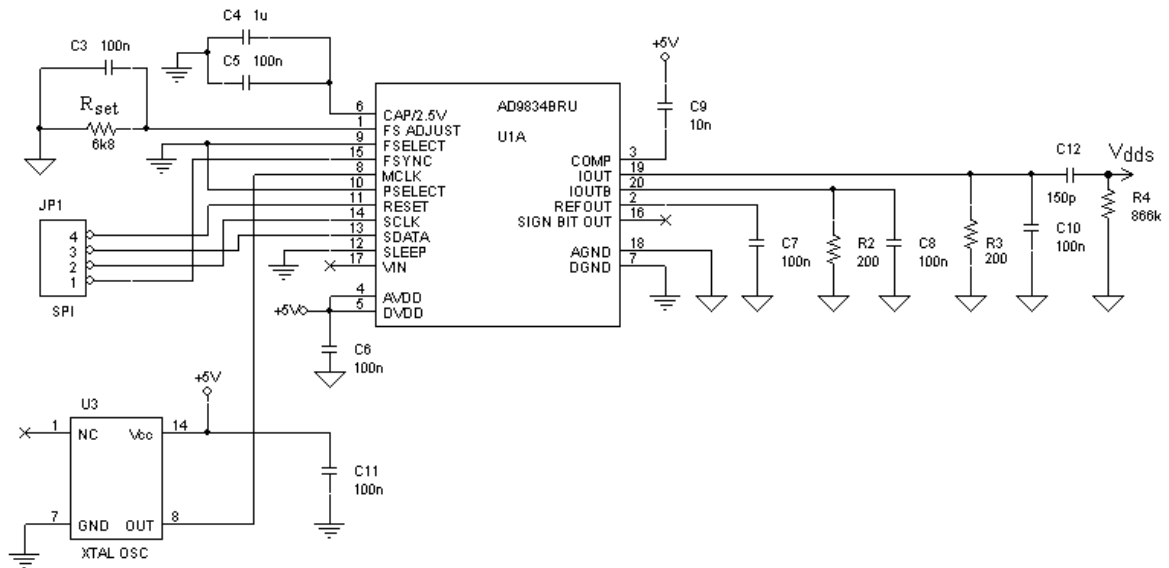 C4 1u
C3 100n
C5 100n
+5V
Rset
6k8
C9
10n
AD9834BRU
U1A
6 CAP/2.5V
1 FS ADJUST
9 FSELECT
15 FSYNC
8 MCLK
10 PSELECT
11 RESET
14 SCLK
13 SDATA
12 SLEEP
17 VIN
4 AVDD
5 DVDD
COMP 3
IOUT 19
IOUTB 20
REFOUT 2
SIGN BIT OUT 16
AGND 18
DGND 7
C12
150p
Vdds
R4
866k
JP1
4
3
2
1
SPI
C7
100n
R2
200
C8
100n
R3
200
C10
100n
+5V
C6
100n
+5V
U3
1 NC Vcc 14
C11
100n
7 GND OUT 8
XTAL OSC